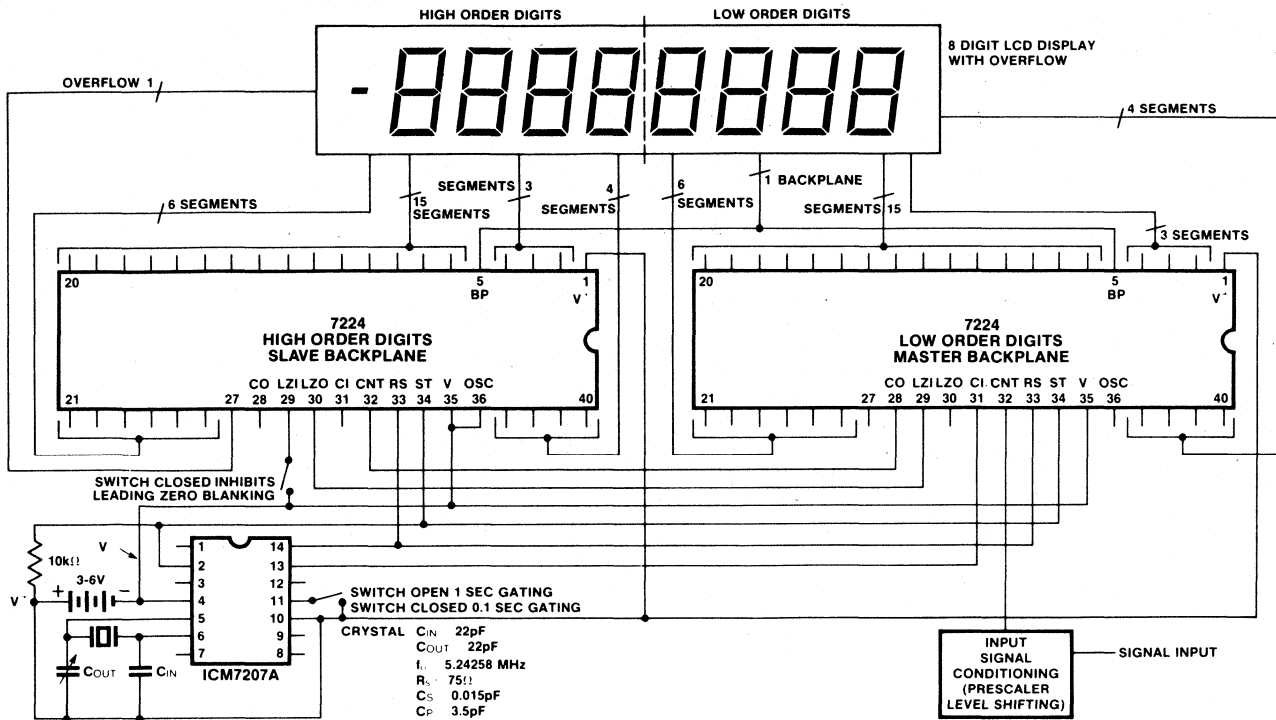 HIGH ORDER DIGITS
LOW ORDER DIGITS
8 DIGIT LCD DISPLAY
WITH OVERFLOW
OVERFLOW 1
4 SEGMENTS
- 8 8 8 8 8 8 8 8
6 SEGMENTS
15
SEGMENTS
SEGMENTS 3
4
SEGMENTS
6
SEGMENTS
1 BACKPLANE
SEGMENTS 15
3 SEGMENTS
20
5
BP
1
V
7224
HIGH ORDER DIGITS
SLAVE BACKPLANE
CO LZI LZO CI CNT RS ST V OSC
21 27 28 29 30 31 32 33 34 35 36 40
20
5
BP
1
V
7224
LOW ORDER DIGITS
MASTER BACKPLANE
CO LZI LZO CI CNT RS ST V OSC
21 27 28 29 30 31 32 33 34 35 36 40
SWITCH CLOSED INHIBITS
LEADING ZERO BLANKING
10kΩ
V
3-6V
+ −
V
1 14
2 13
3 12
4 11
5 10
6 9
7 8
ICM7207A
COUT
CIN
SWITCH OPEN 1 SEC GATING
SWITCH CLOSED 0.1 SEC GATING
CRYSTAL CIN 22pF
COUT 22pF
5.24258 MHz
RS 75Ω
CS 0.015pF
CP 3.5pF
INPUT
SIGNAL
CONDITIONING
(PRESCALER
LEVEL SHIFTING)
SIGNAL INPUT